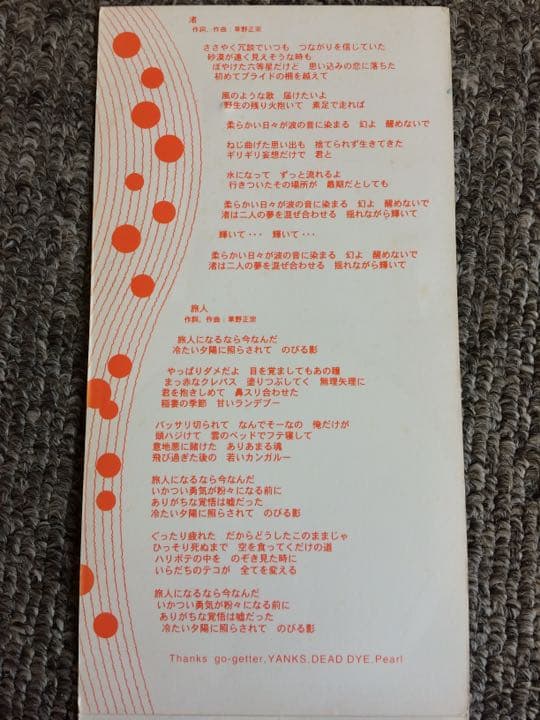 渚
作詞，作曲：草野正宗
ささやく冗談でいつも　つながりを信じていた
砂漠が遠く見えそうな時も
ぼやけた六等星だけど　思い込みの恋に落ちた
初めてプライドの柵を越えて
風のような歌　届けたいよ
野生の残り火抱いて　素足で走れば
柔らかい日々が波の音に染まる　幻よ　醒めないで
ねじ曲げた思い出も　捨てられず生きてきた
ギリギリ妄想だけで　君と
水になって　ずっと流れるよ
行きついたその場所が　最期だとしても
柔らかい日々が波の音に染まる　幻よ　醒めないで
渚は二人の夢を混ぜ合わせる　揺れながら輝いて
輝いて・・・　輝いて・・・
柔らかい日々が波の音に染まる　幻よ　醒めないで
渚は二人の夢を混ぜ合わせる　揺れながら輝いて
旅人
作詞，作曲：草野正宗
旅人になるなら今なんだ
冷たい夕陽に照らされて　のびる影
やっぱりダメだよ　目を覚ましてもあの瞳
まっ赤なクレパス　塗りつぶしてく　無理矢理に
君を抱きしめて　鼻スリ合わせた
稲妻の季節　甘いランデブー
バッサリ切られて　なんでそーなの　俺だけが
頭ハジけて　雲のベッドでフテ寝して
意地悪に賭けた　ありあまる魂
飛び過ぎた後の　若いカンガルー
旅人になるなら今なんだ
いかつい勇気が粉々になる前に
ありがちな覚悟は嘘だった
冷たい夕陽に照らされて　のびる影
ぐったり疲れた　だからどうしたこのままじゃ
ひっそり死ぬまで　空を食ってくだけの道
ハリボテの中を　のぞき見た時に
いらだちのテコが　全てを変える
旅人になるなら今なんだ
いかつい勇気が粉々になる前に
ありがちな覚悟は嘘だった
冷たい夕陽に照らされて　のびる影
Thanks go-getter,YANKS,DEAD DYE,Pearl